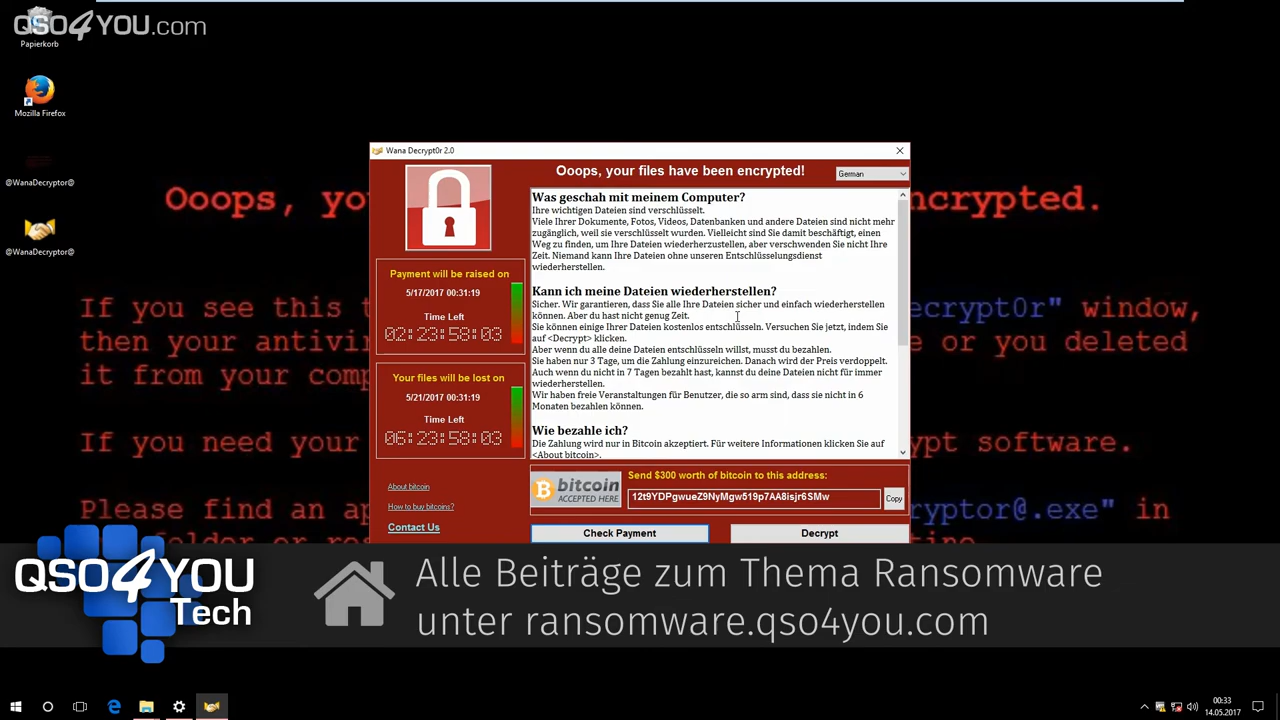 QSO4YOU.com
Papierkorb
Mozilla Firefox
@WanaDecryptor@
@WanaDecryptor@
Ooops, yo
crypted.
If you see this t
ecrypt0r" window,
then your antivir
e or you deleted
it from your comp
If you need your
ypt software.
Please find an ap
ryptor@.exe" in
Wana Decrypt0r 2.0
Ooops, your files have been encrypted!
German
Payment will be raised on
5/17/2017 00:31:19
Time Left
02:23:58:03
Your files will be lost on
5/21/2017 00:31:19
Time Left
06:23:58:03
About bitcoin
How to buy bitcoins?
Contact Us
Was geschah mit meinem Computer?
Ihre wichtigen Dateien sind verschlüsselt.
Viele Ihrer Dokumente, Fotos, Videos, Datenbanken und andere Dateien sind nicht mehr
zugänglich, weil sie verschlüsselt wurden. Vielleicht sind Sie damit beschäftigt, einen
Weg zu finden, um Ihre Dateien wiederherzustellen, aber verschwenden Sie nicht Ihre
Zeit. Niemand kann Ihre Dateien ohne unseren Entschlüsselungsdienst
wiederherstellen.
Kann ich meine Dateien wiederherstellen?
Sicher. Wir garantieren, dass Sie alle Ihre Dateien sicher und einfach wiederherstellen
können. Aber du hast nicht genug Zeit.
Sie können einige Ihrer Dateien kostenlos entschlüsseln. Versuchen Sie jetzt, indem Sie
auf <Decrypt> klicken.
Aber wenn du alle deine Dateien entschlüsseln willst, musst du bezahlen.
Sie haben nur 3 Tage, um die Zahlung einzureichen. Danach wird der Preis verdoppelt.
Auch wenn du nicht in 7 Tagen bezahlt hast, kannst du deine Dateien nicht für immer
wiederherstellen.
Wir haben freie Veranstaltungen für Benutzer, die so arm sind, dass sie nicht in 6
Monaten bezahlen können.
Wie bezahle ich?
Die Zahlung wird nur in Bitcoin akzeptiert. Für weitere Informationen klicken Sie auf
<About bitcoin>.
bitcoin
ACCEPTED HERE
Send $300 worth of bitcoin to this address:
12t9YDPgwueZ9NyMgw519p7AA8isjr6SMw
Copy
Check Payment
Decrypt
QSO4YOU
Tech
Alle Beiträge zum Thema Ransomware
unter ransomware.qso4you.com
00:33
14.05.2017